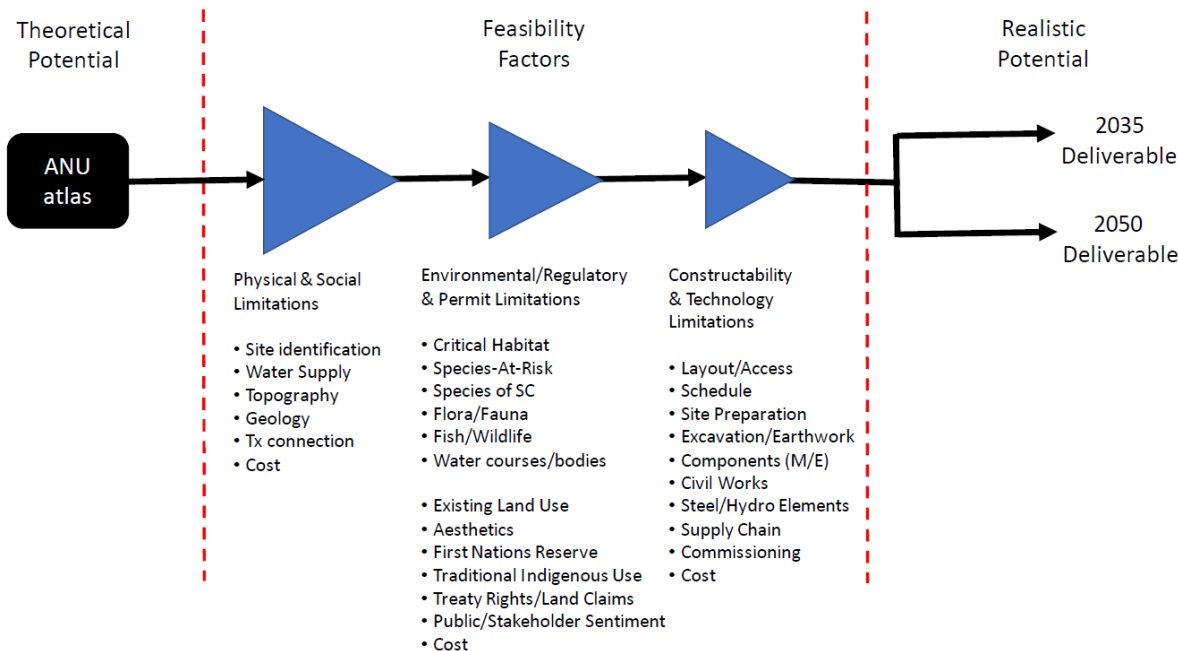 Theoretical
Potential
Feasibility
Factors
Realistic
Potential
ANU
atlas
2035
Deliverable
2050
Deliverable
Physical & Social
Limitations
• Site identification
• Water Supply
• Topography
• Geology
• Tx connection
• Cost
Environmental/Regulatory
& Permit Limitations
• Critical Habitat
• Species-At-Risk
• Species of SC
• Flora/Fauna
• Fish/Wildlife
• Water courses/bodies
• Existing Land Use
• Aesthetics
• First Nations Reserve
• Traditional Indigenous Use
• Treaty Rights/Land Claims
• Public/Stakeholder Sentiment
• Cost
Constructability
& Technology
Limitations
• Layout/Access
• Schedule
• Site Preparation
• Excavation/Earthwork
• Components (M/E)
• Civil Works
• Steel/Hydro Elements
• Supply Chain
• Commissioning
• Cost